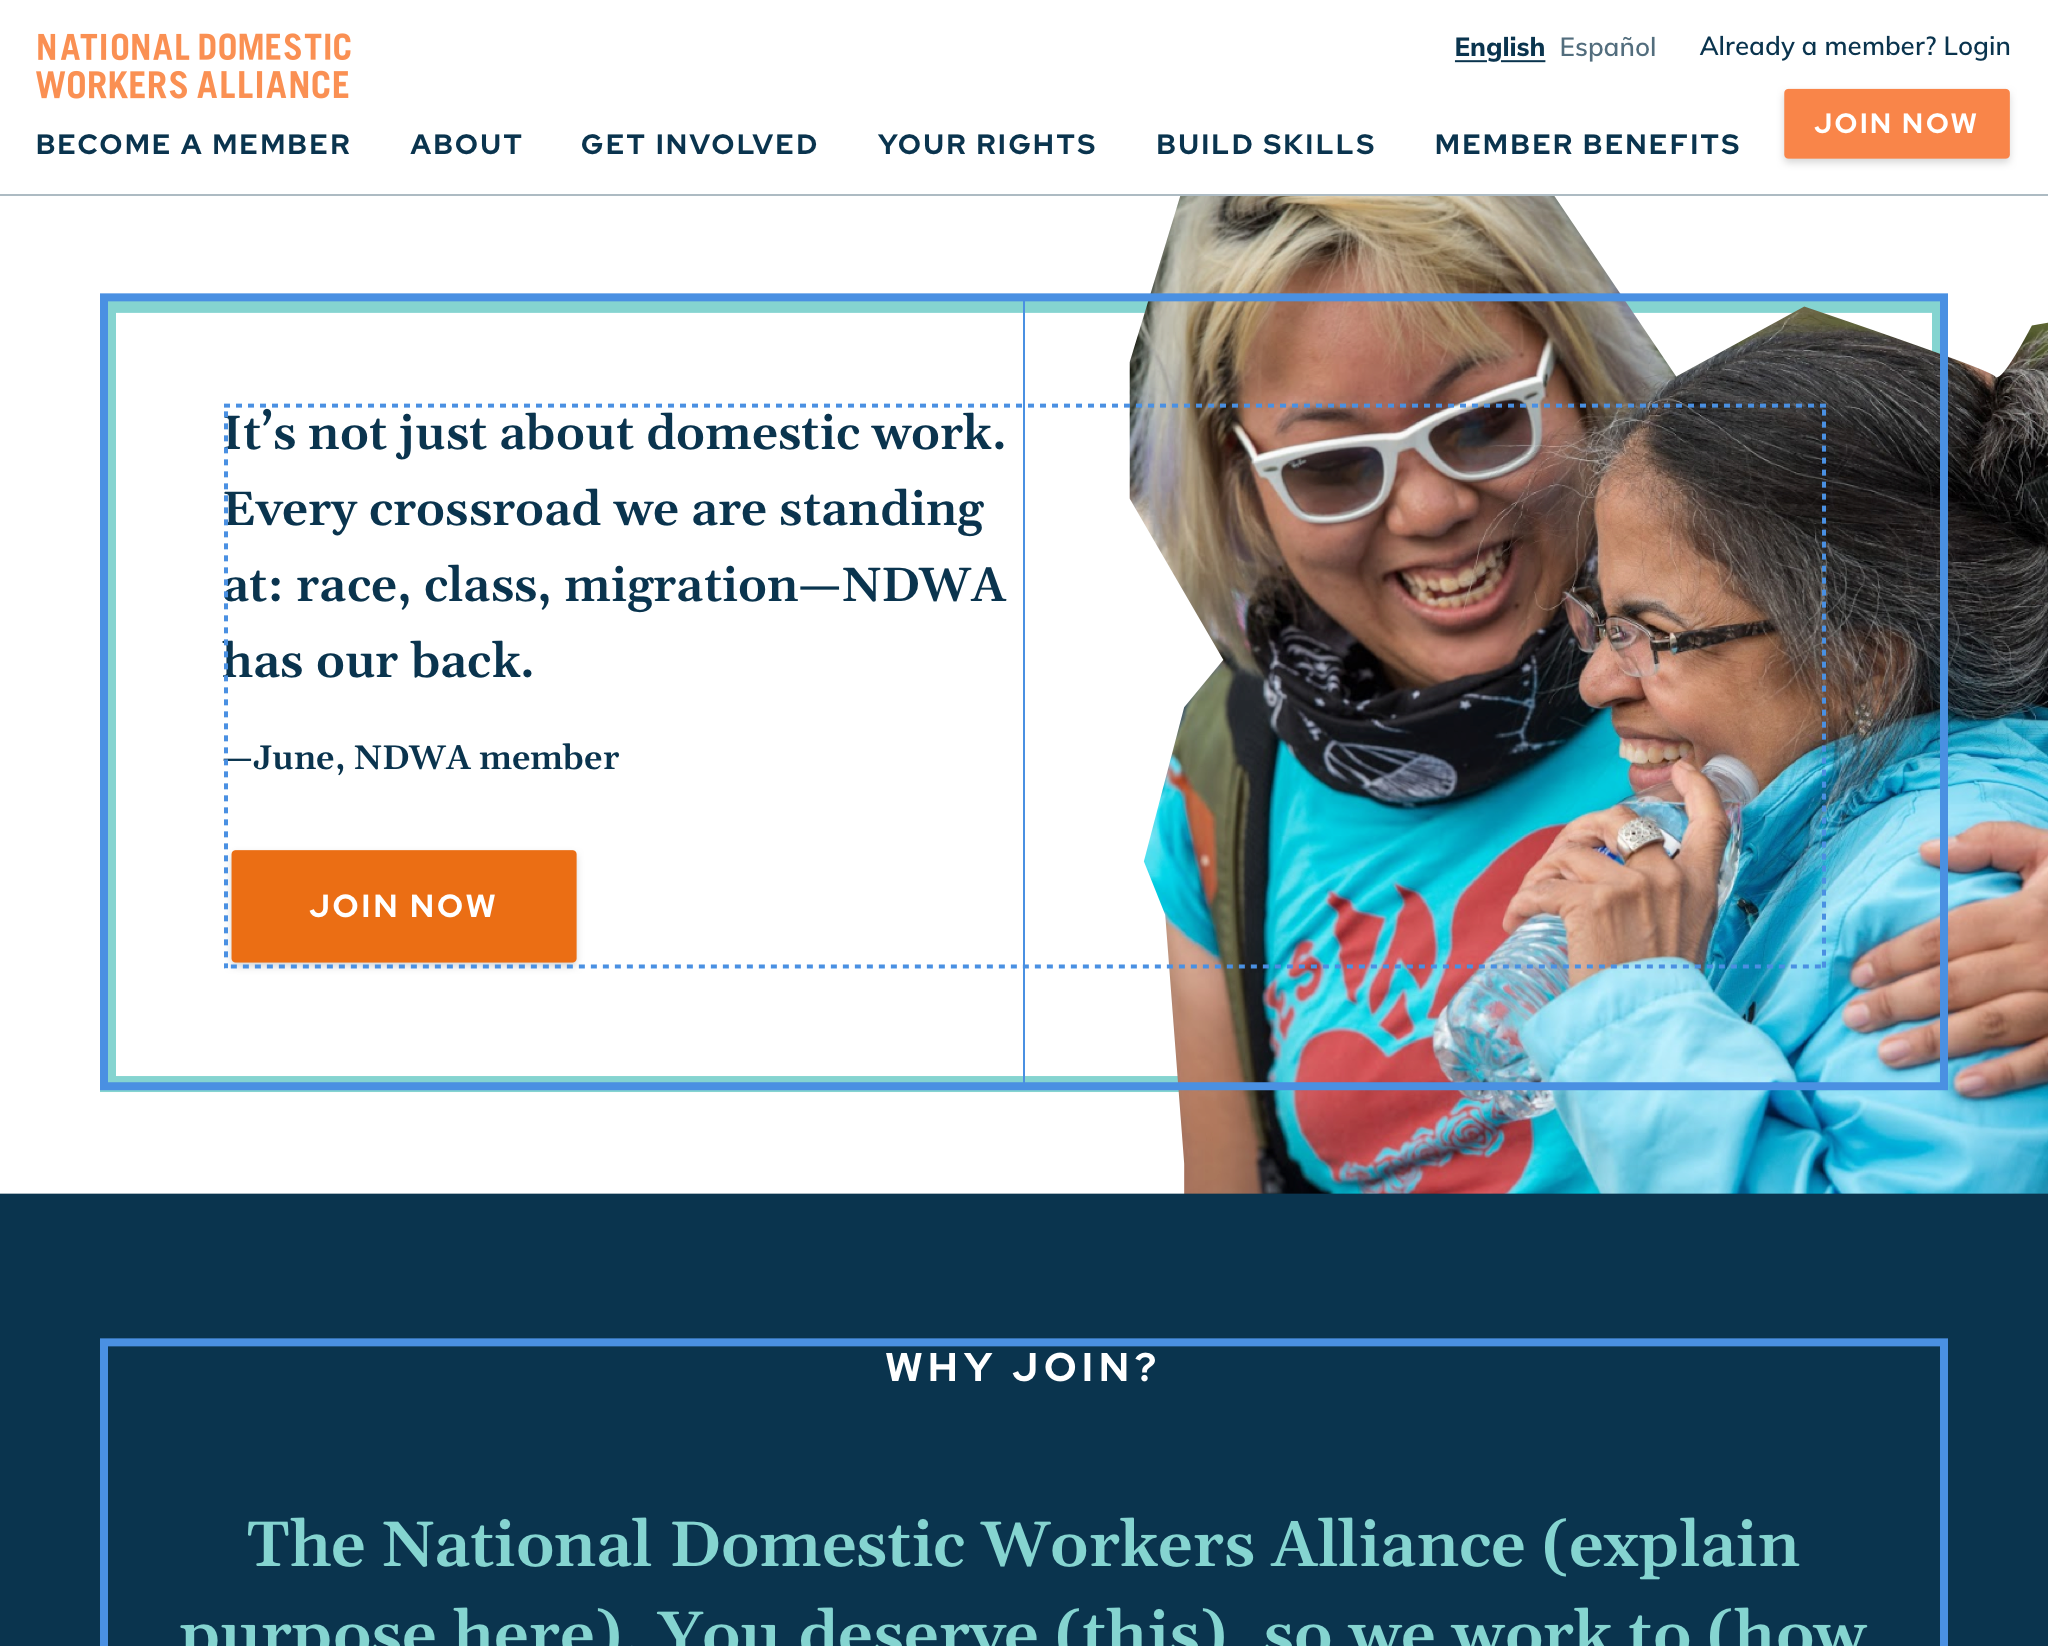 NATIONAL DOMESTIC
WORKERS ALLIANCE
English Español Already a member? Login
JOIN NOW
BECOME A MEMBER ABOUT GET INVOLVED YOUR RIGHTS BUILD SKILLS MEMBER BENEFITS
It’s not just about domestic work.
Every crossroad we are standing
at: race, class, migration—NDWA
has our back.
—June, NDWA member
JOIN NOW
WHY JOIN?
The National Domestic Workers Alliance (explain
purpose here). You deserve (this), so we work to (how